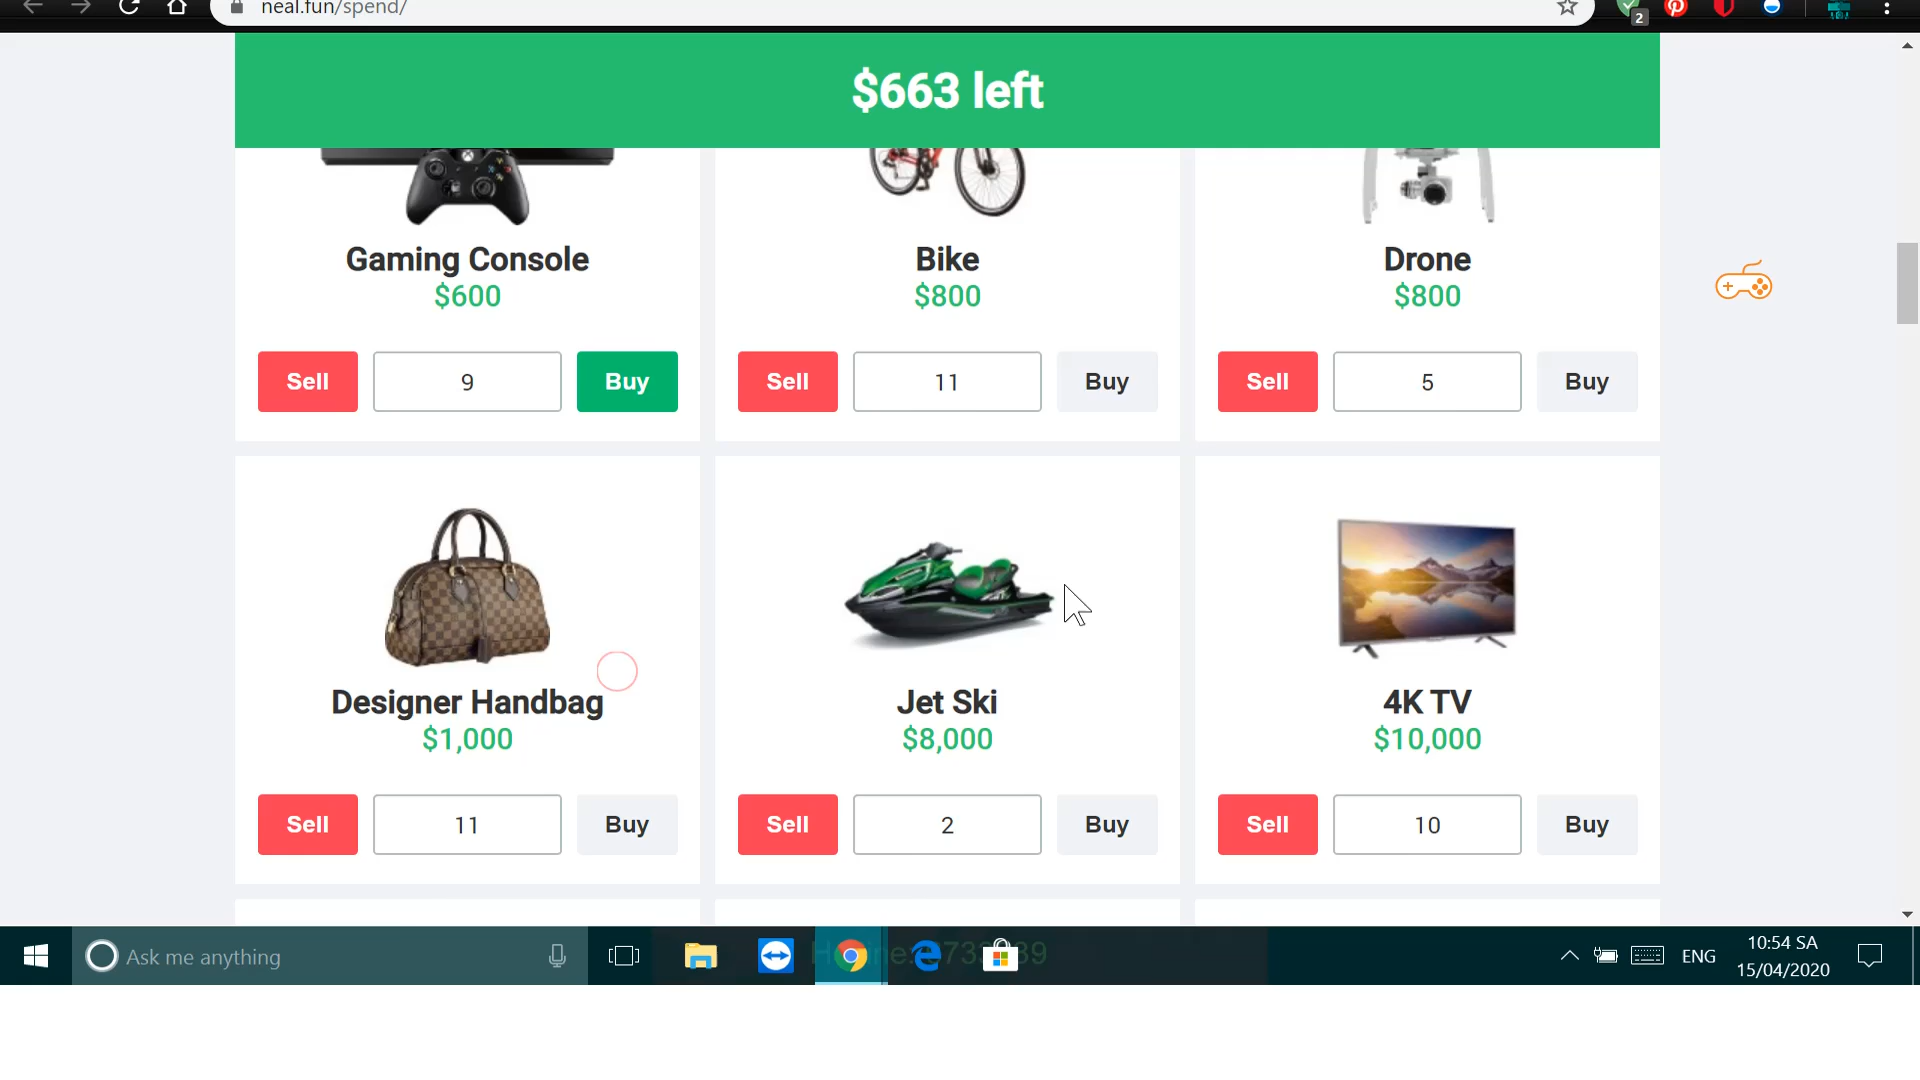 neal.fun/spend/
2
$663 left
Gaming Console
$600
Sell 9 Buy
Bike
$800
Sell 11 Buy
Drone
$800
Sell 5 Buy
Designer Handbag
$1,000
Sell 11 Buy
Jet Ski
$8,000
Sell 2 Buy
4K TV
$10,000
Sell 10 Buy
Ask me anything
ENG
10:54 SA
15/04/2020